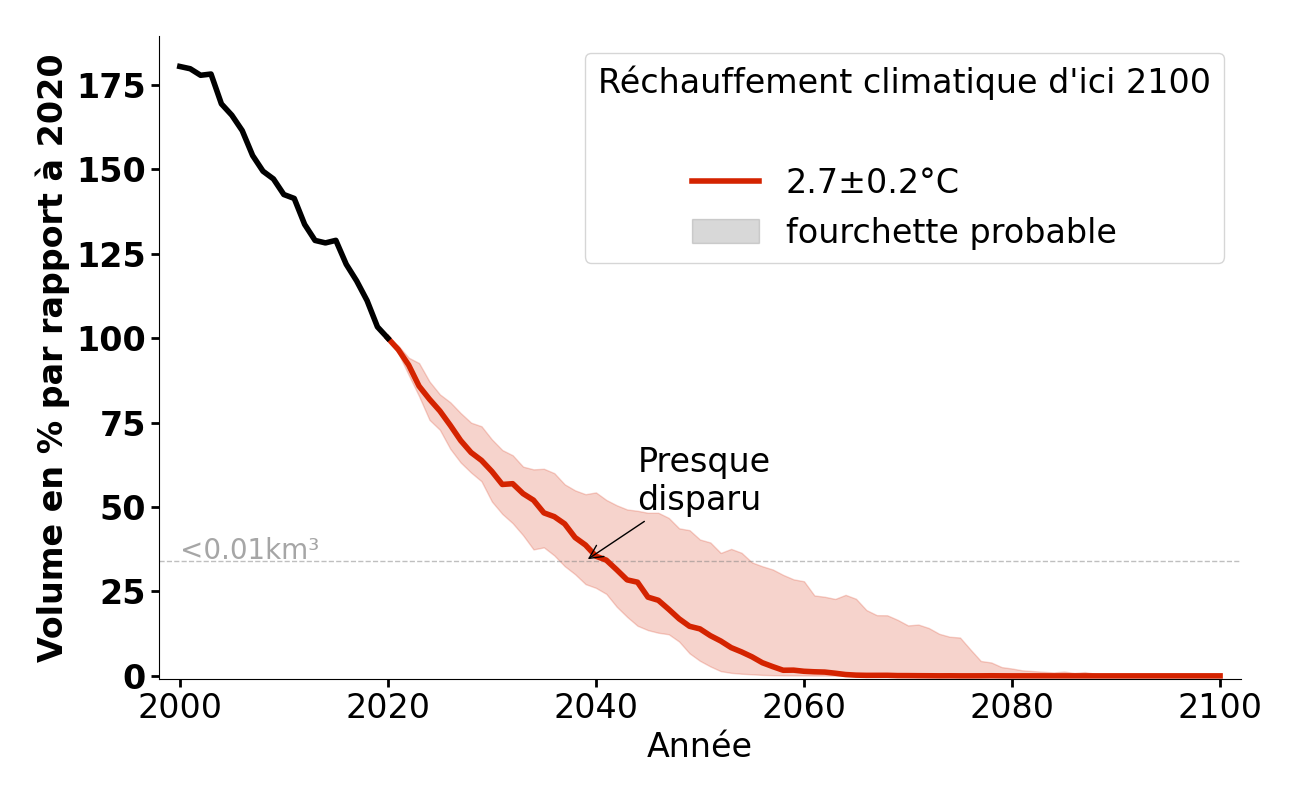 Volume en % par rapport à 2020
175
150
125
100
75
50
25
0
Réchauffement climatique d'ici 2100
2.7±0.2°C
fourchette probable
Presque
disparu
<0.01km³
2000 2020 2040 2060 2080 2100
Année